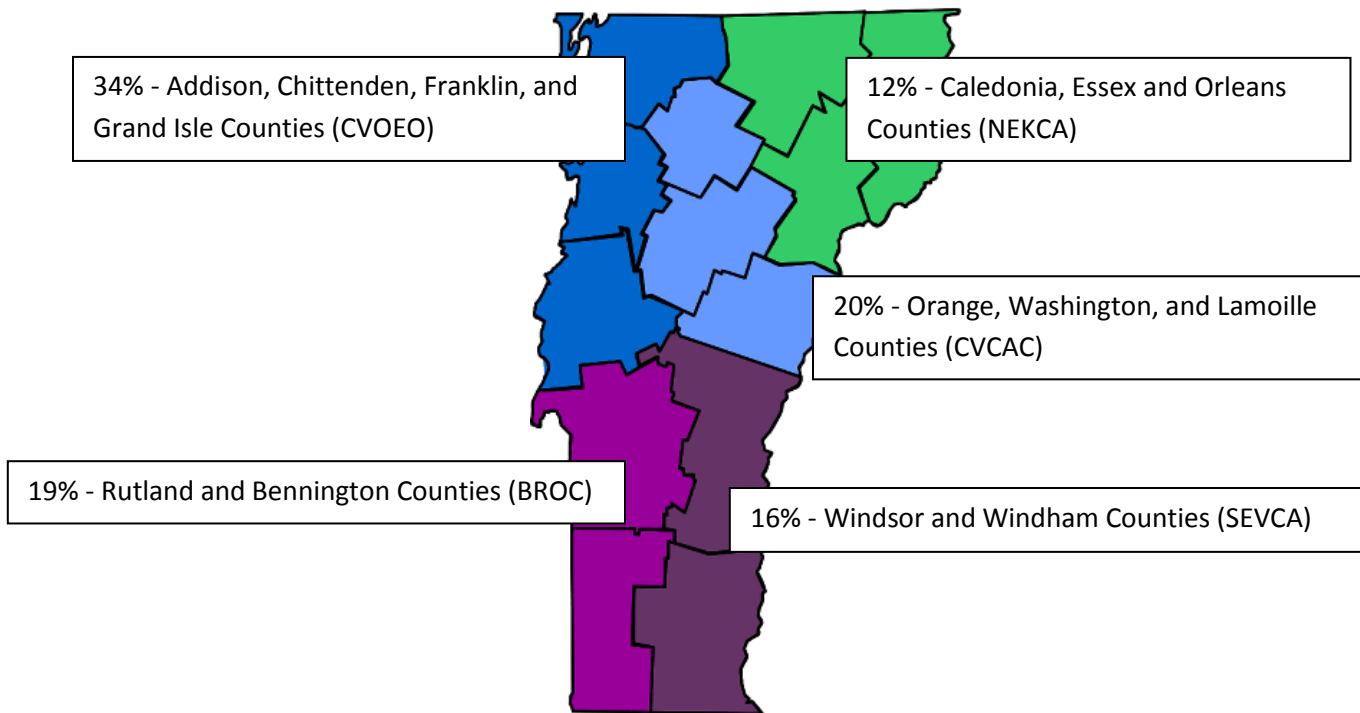 34% - Addison, Chittenden, Franklin, and
Grand Isle Counties (CVOEO)
12% - Caledonia, Essex and Orleans
Counties (NEKCA)
20% - Orange, Washington, and Lamoille
Counties (CVCAC)
19% - Rutland and Bennington Counties (BROC)
16% - Windsor and Windham Counties (SEVCA)